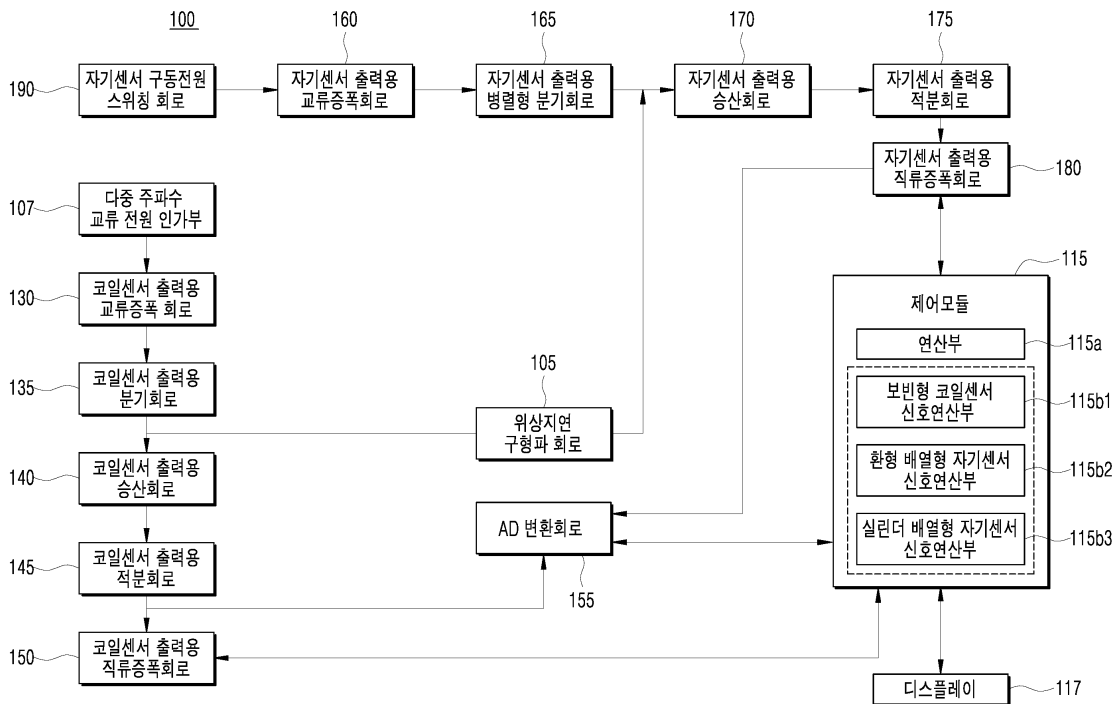 100
160
165
170
175
190
자기센서 구동전원
스위칭 회로
자기센서 출력용
교류증폭회로
자기센서 출력용
병렬형 분기회로
자기센서 출력용
승산회로
자기센서 출력용
적분회로
자기센서 출력용
직류증폭회로
180
107
다중 주파수
교류 전원 인가부
115
제어모듈
130
코일센서 출력용
교류증폭 회로
연산부
115a
135
코일센서 출력용
분기회로
105
위상지연
구형파 회로
보빈형 코일센서
신호연산부
115b1
140
코일센서 출력용
승산회로
환형 배열형 자기센서
신호연산부
115b2
AD 변환회로
155
실린더 배열형 자기센서
신호연산부
115b3
145
코일센서 출력용
적분회로
150
코일센서 출력용
직류증폭회로
디스플레이
117